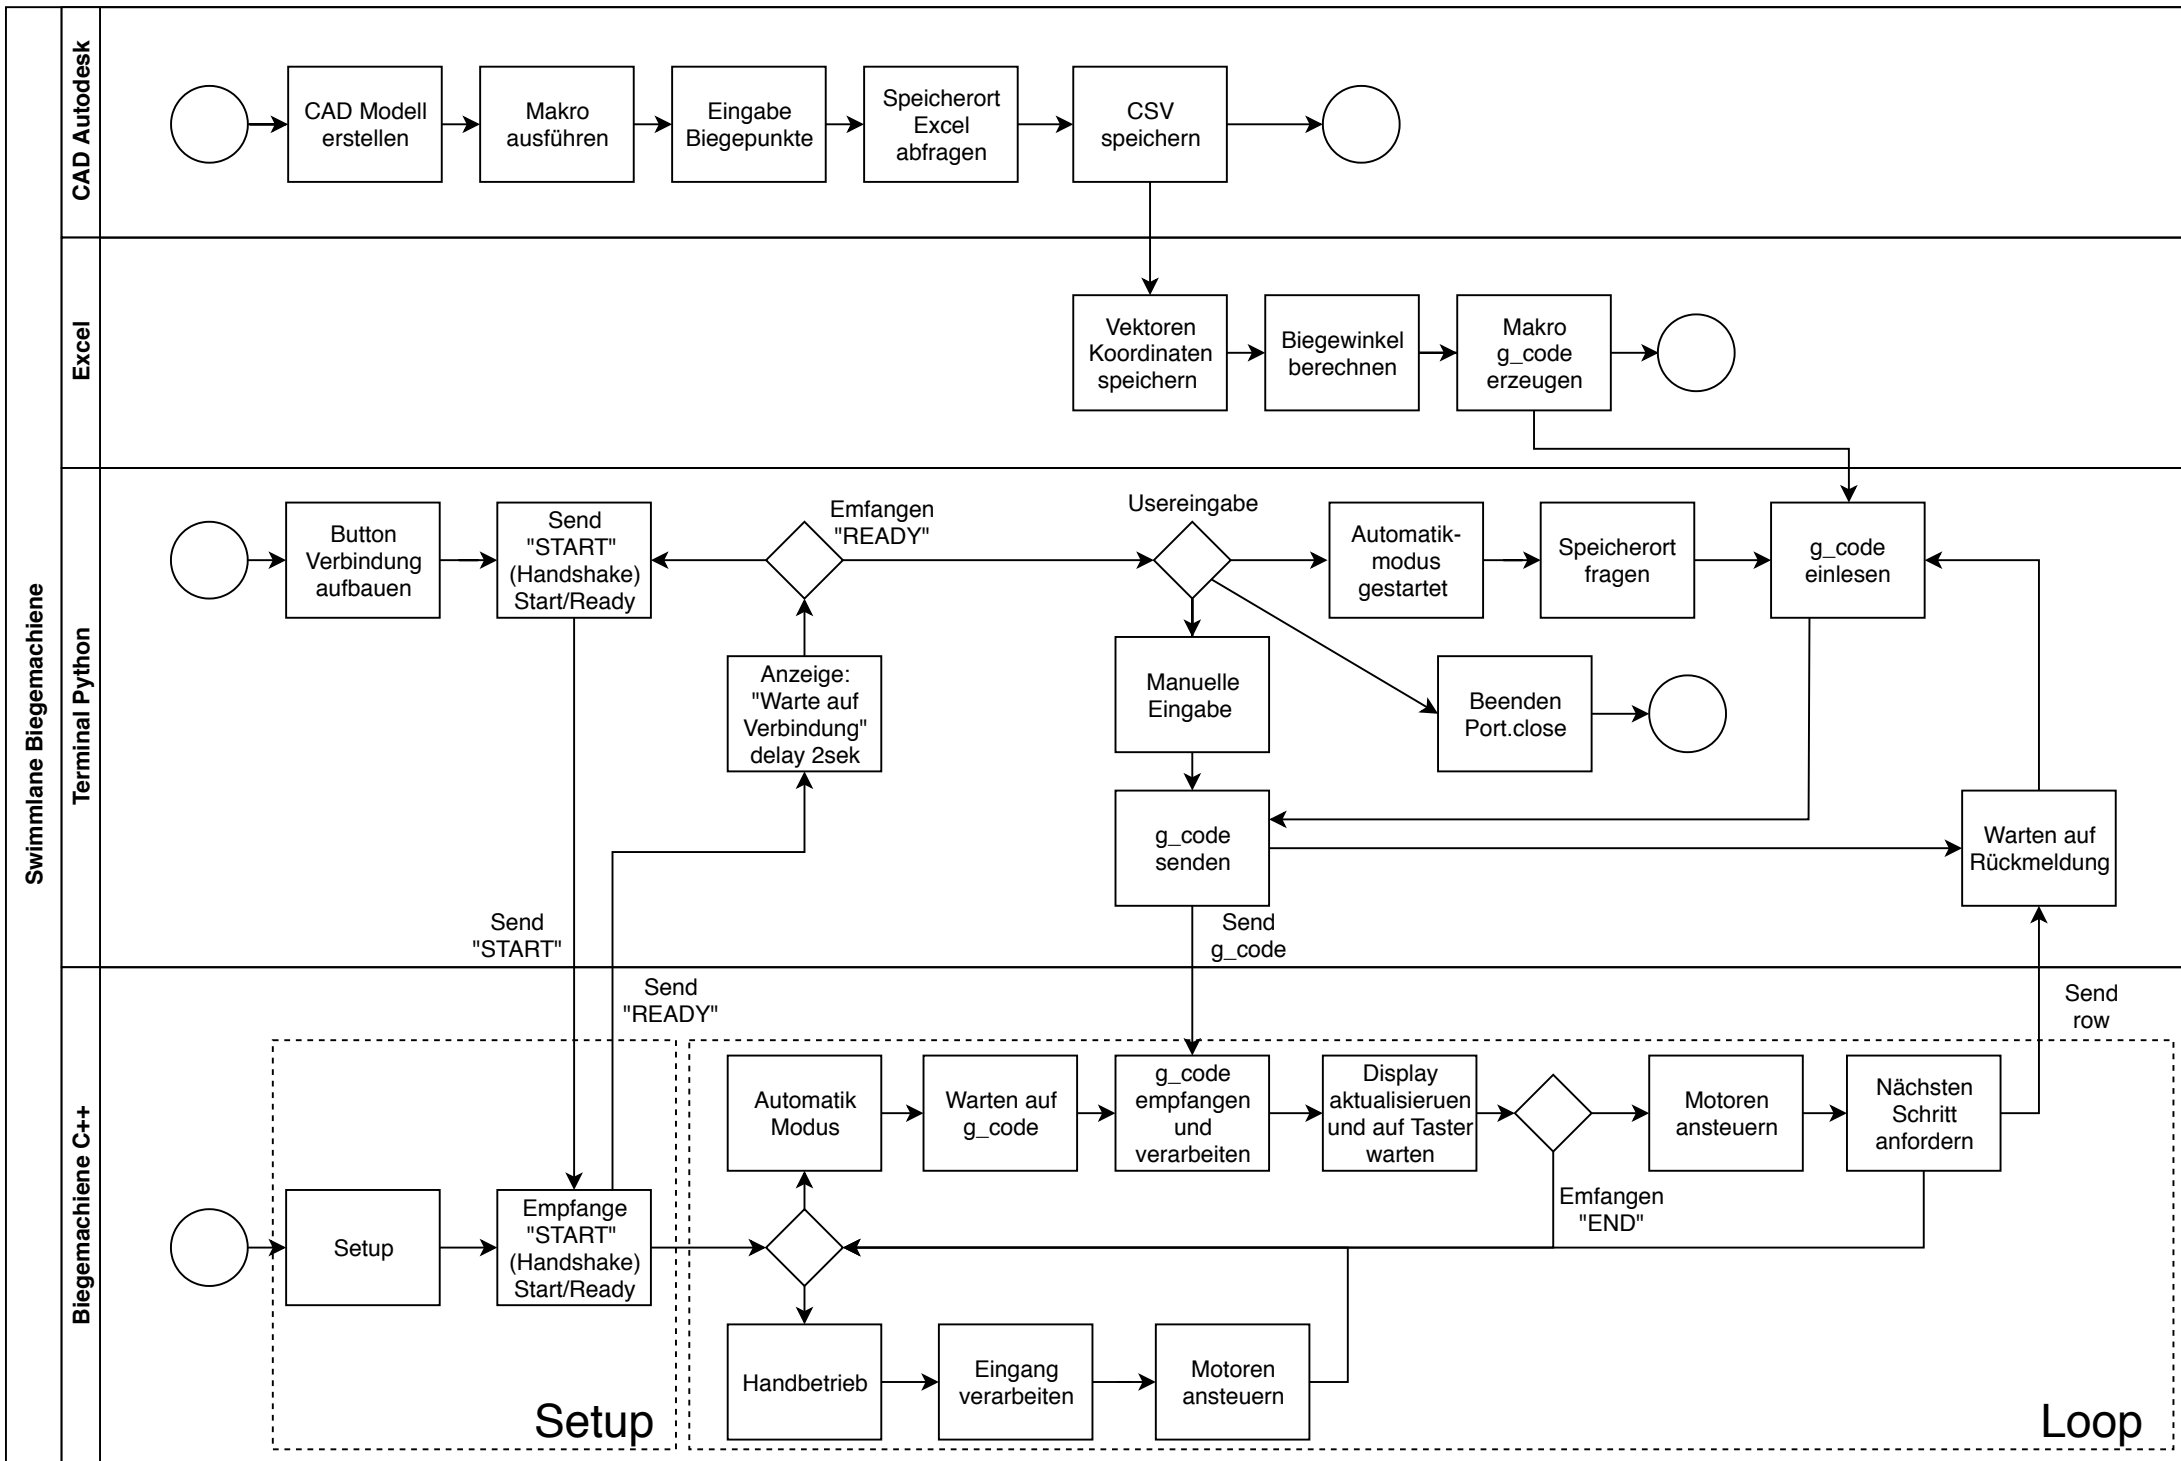 Swimmlane Biegemachiene
CAD Autodesk
CAD Modell
erstellen
Makro
ausführen
Eingabe
Biegepunkte
Speicherort
Excel
abfragen
CSV
speichern
Excel
Vektoren
Koordinaten
speichern
Biegewinkel
berechnen
Makro
g_code
erzeugen
Terminal Python
Button
Verbindung
aufbauen
Send
"START"
(Handshake)
Start/Ready
Emfangen
"READY"
Anzeige:
"Warte auf
Verbindung"
delay 2sek
Usereingabe
Automatik-
modus
gestartet
Speicherort
fragen
g_code
einlesen
Manuelle
Eingabe
Beenden
Port.close
g_code
senden
Warten auf
Rückmeldung
Send
"START"
Send
g_code
Biegemachiene C++
Send
"READY"
Send
row
Setup
Empfange
"START"
(Handshake)
Start/Ready
Setup
Automatik
Modus
Warten auf
g_code
g_code
empfangen
und
verarbeiten
Display
aktualisieruen
und auf Taster
warten
Motoren
ansteuern
Nächsten
Schritt
anfordern
Emfangen
"END"
Handbetrieb
Eingang
verarbeiten
Motoren
ansteuern
Loop